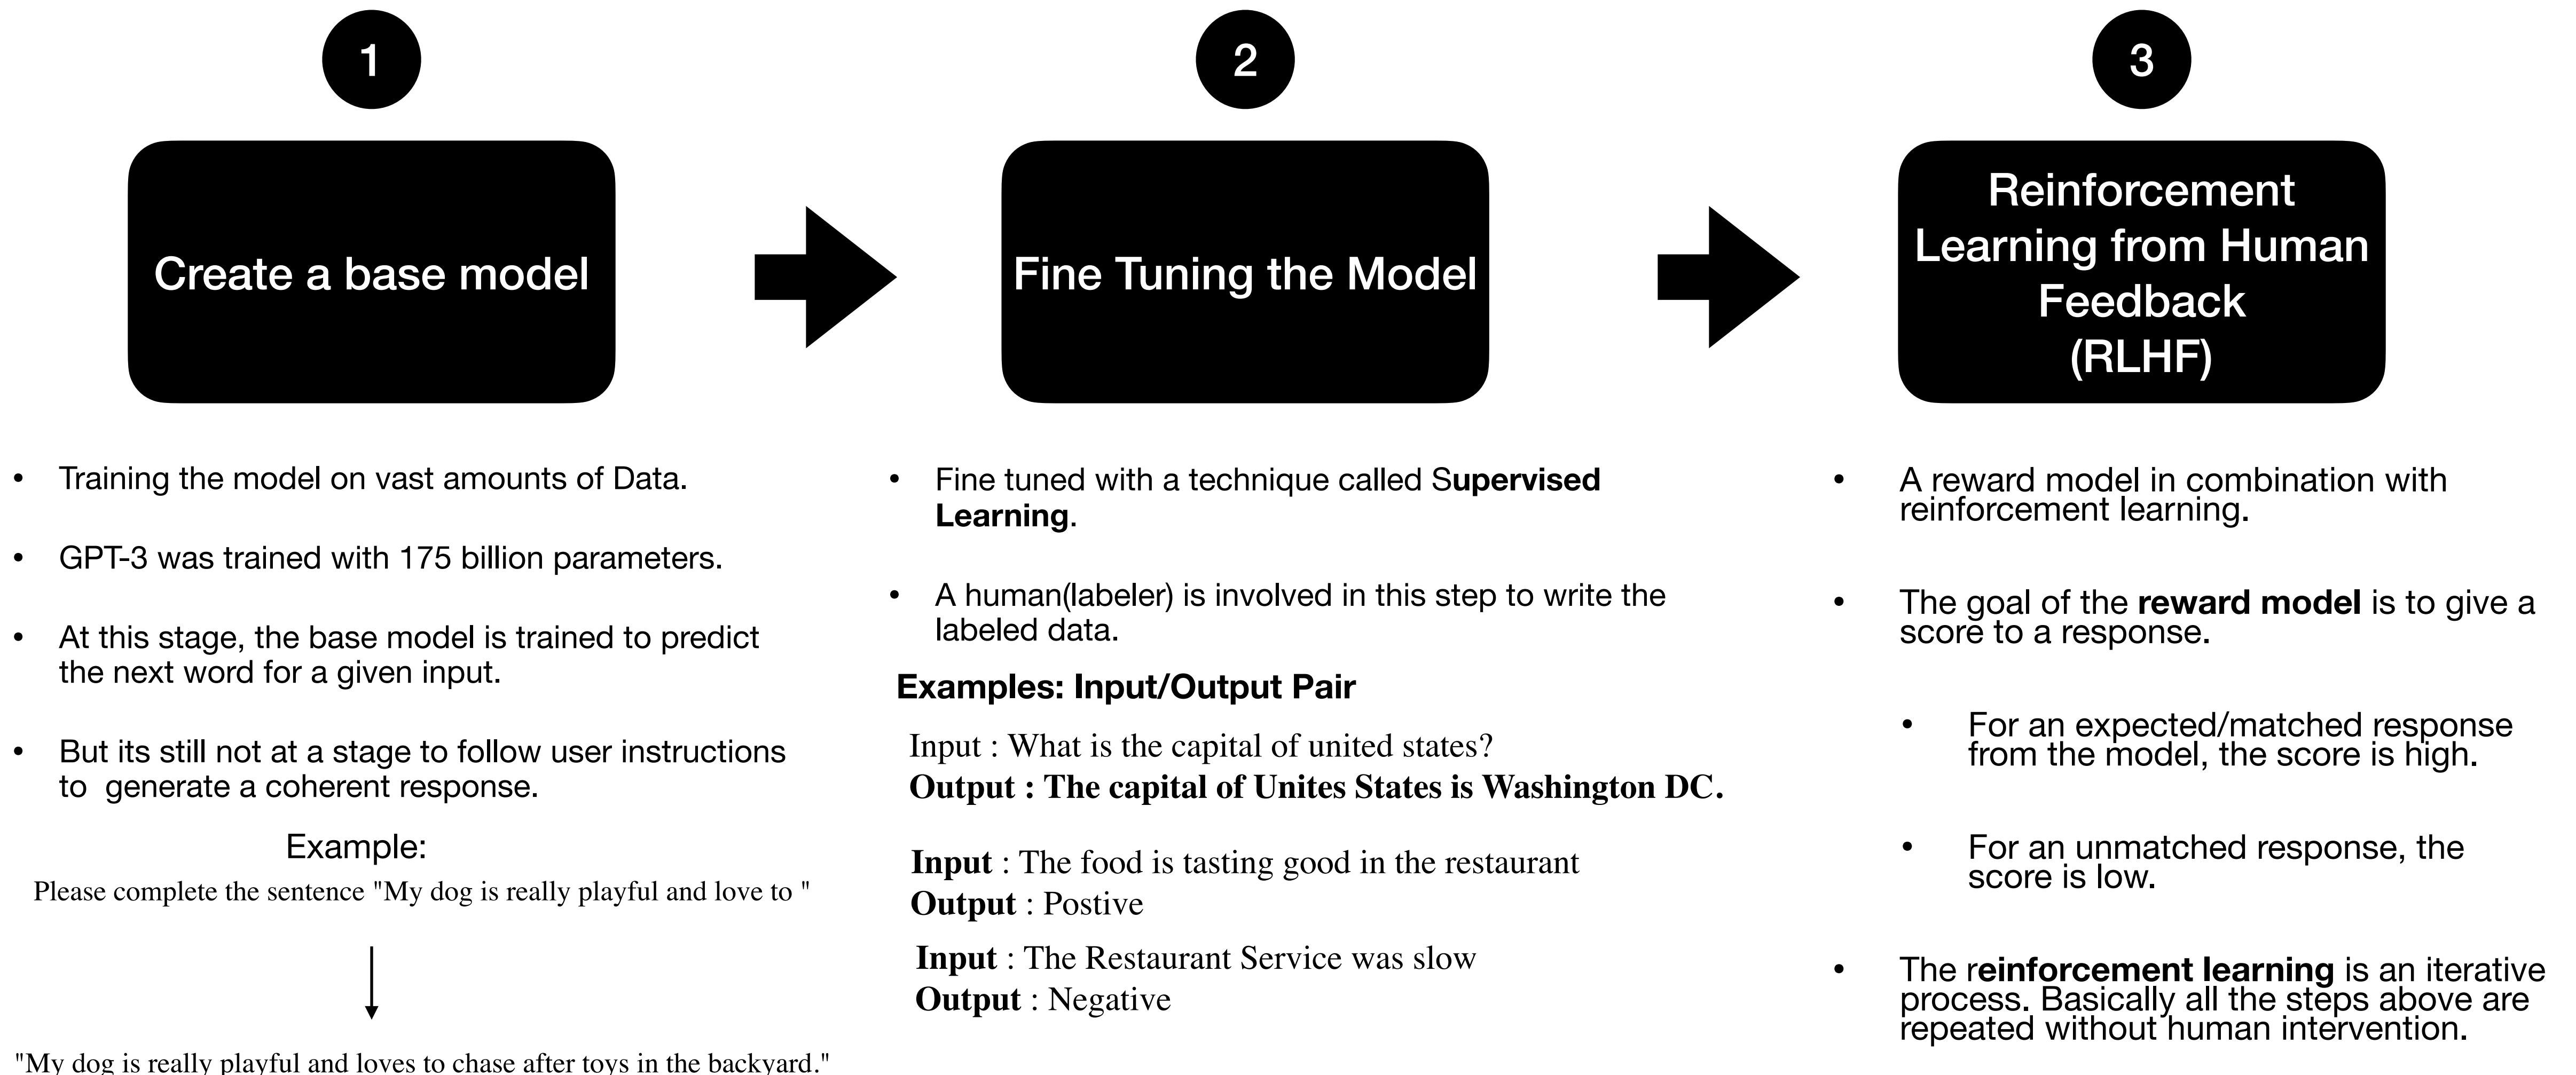 1
Create a base model
• Training the model on vast amounts of Data.
• GPT-3 was trained with 175 billion parameters.
• At this stage, the base model is trained to predict
the next word for a given input.
• But its still not at a stage to follow user instructions
to  generate a coherent response.
Example:
Please complete the sentence "My dog is really playful and love to "
"My dog is really playful and loves to chase after toys in the backyard."
2
Fine Tuning the Model
• Fine tuned with a technique called Supervised
Learning.
• A human(labeler) is involved in this step to write the
labeled data.
Examples: Input/Output Pair
Input : What is the capital of united states?
Output : The capital of Unites States is Washington DC.
Input : The food is tasting good in the restaurant
Output : Postive
Input : The Restaurant Service was slow
Output : Negative
3
Reinforcement
Learning from Human
Feedback
(RLHF)
• A reward model in combination with
reinforcement learning.
• The goal of the reward model is to give a
score to a response.
• For an expected/matched response
from the model, the score is high.
• For an unmatched response, the
score is low.
• The reinforcement learning is an iterative
process. Basically all the steps above are
repeated without human intervention.